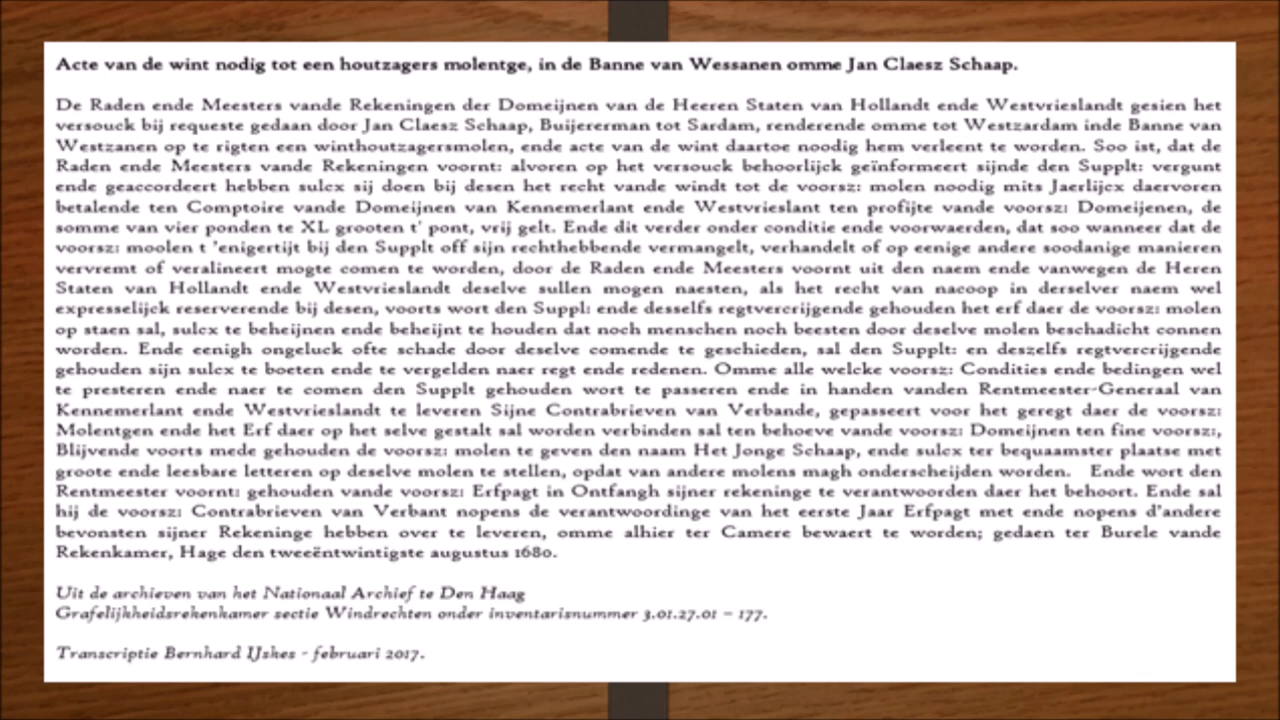 Acte van de wint nodig tot een houtzagers molentge, in de Banne van Wessanen omme Jan Claesz Schaap.
De Raden ende Meesters vande Rekeningen der Domeijnen van de Heeren Staten van Hollandt ende Westvrieslandt gesien het
versouck bij requeste gedaan door Jan Claesz Schaap, Buijererman tot Sardam, renderende omme tot Westzardam inde Banne van
Westzanen op te rigten een winthoutzagersmolen, ende acte van de wint daartoe noodig hem verleent te worden. Soo ist, dat de
Raden ende Meesters vande Rekeningen voornt: alvoren op het versouck behoorlijck geïnformeert sijnde den Supplt: vergunt
ende geaccordeert hebben sulcx sij doen bij desen het recht vande windt tot de voorsz: molen noodig mits Jaerlijcx daervoren
betalende ten Comptoire vande Domeijnen van Kennemerlant ende Westvrieslant ten profijte vande voorsz: Domeijenen, de
somme van vier ponden te XL grooten t' pont, vrij gelt. Ende dit verder onder conditie ende voorwaerden, dat soo wanneer dat de
voorsz: moolen t 'enigertijt bij den Supplt off sijn rechthebbende vermangelt, verhandelt of op eenige andere soodanige manieren
vervremt of veralineert mogte comen te worden, door de Raden ende Meesters voornt uit den naem ende vanwegen de Heren
Staten van Hollandt ende Westvrieslandt deselve sullen mogen naesten, als het recht van nacoop in derselver naem wel
expresselijck reserverende bij desen, voorts wort den Suppl: ende desselfs regtvercrijgende gehouden het erf daer de voorsz: molen
op staen sal, sulcx te beheijnen ende beheijnt te houden dat noch menschen noch beesten door deselve molen beschadicht connen
worden. Ende eenigh ongeluck ofte schade door deselve comende te geschieden, sal den Supplt: en deszelfs regtvercrijgende
gehouden sijn sulcx te boeten ende te vergelden naer regt ende redenen. Omme alle welcke voorsz: Condities ende bedingen wel
te presteren ende naer te comen den Supplt gehouden wort te passeren ende in handen vanden Rentmeester-Generaal van
Kennemerlant ende Westvrieslandt te leveren Sijne Contrabrieven van Verbande, gepasseert voor het geregt daer de voorsz:
Molentgen ende het Erf daer op het selve gestalt sal worden verbinden sal ten behoeve vande voorsz: Domeijnen ten fine voorsz:,
Blijvende voorts mede gehouden de voorsz: molen te geven den naam Het Jonge Schaap, ende sulcx ter bequaamster plaatse met
groote ende leesbare letteren op deselve molen te stellen, opdat van andere molens magh onderscheijden worden. Ende wort den
Rentmeester voornt: gehouden vande voorsz: Erfpagt in Ontfangh sijner rekeninge te verantwoorden daer het behoort. Ende sal
hij de voorsz: Contrabrieven van Verbant nopens de verantwoordinge van het eerste Jaar Erfpagt met ende nopens d'andere
bevonsten sijner Rekeninge hebben over te leveren, omme alhier ter Camere bewaert te worden; gedaen ter Burele vande
Rekenkamer, Hage den tweeëntwintigste augustus 1680.
Uit de archieven van het Nationaal Archief te Den Haag
Grafelijkheidsrekenkamer sectie Windrechten onder inventarisnummer 3.01.27.01 – 177.
Transcriptie Bernhard IJskes - februari 2017.